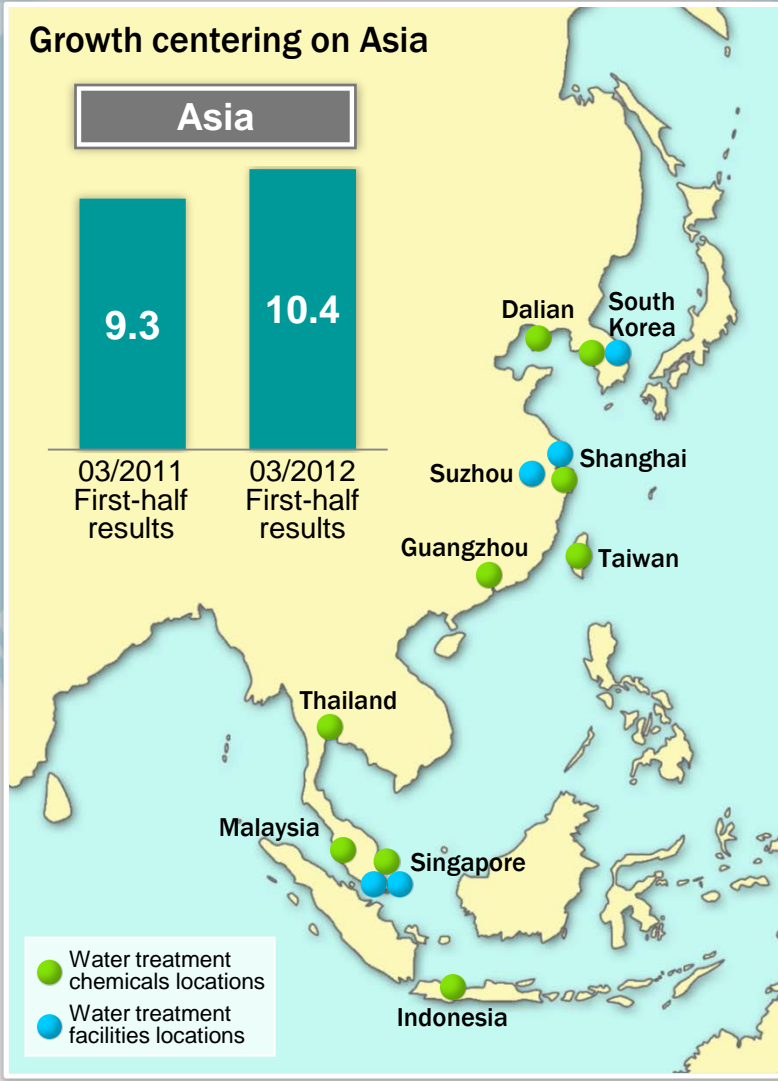 Growth centering on Asia
Asia
9.3
10.4
03/2011
First-half
results
03/2012
First-half
results
Dalian
South
Korea
Shanghai
Suzhou
Guangzhou
Taiwan
Thailand
Malaysia
Singapore
Indonesia
Water treatment
chemicals locations
Water treatment
facilities locations